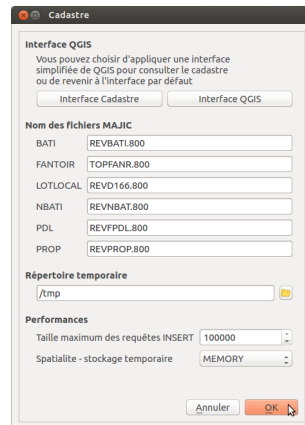 Cadastre
Interface QGIS
Vous pouvez choisir d'appliquer une interface
simplifiée de QGIS pour consulter le cadastre
ou de revenir à l'interface par défaut
Interface Cadastre Interface QGIS
Nom des fichiers MAJIC
BATI REVBATI.800
FANTOIR TOPFANR.800
LOTLOCAL REVD166.800
NBATI REVNBAT.800
PDL REVFPDL.800
PROP REVPROP.800
Répertoire temporaire
/tmp
Performances
Taille maximum des requêtes INSERT 100000
Spatialite - stockage temporaire MEMORY
Annuler OK